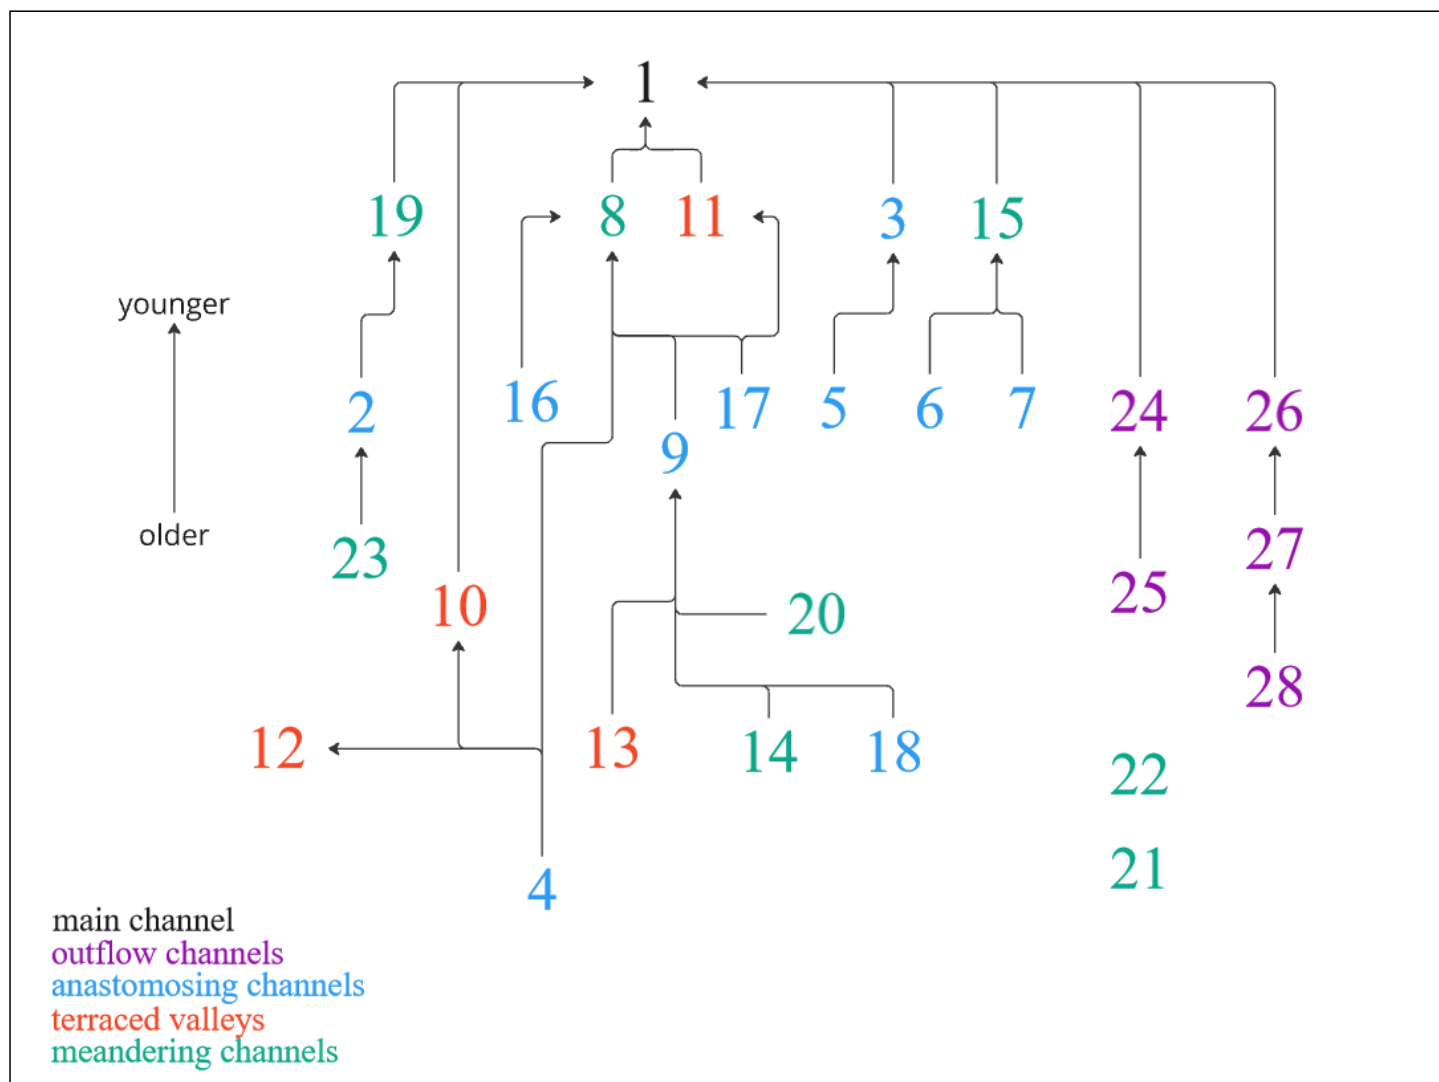 1
19 8 11 3 15
younger
2 16 17 5 6 7 24 26
9
older
23 27
10 20 25
28
12 13 14 18
22
21
4
main channel
outflow channels
anastomosing channels
terraced valleys
meandering channels